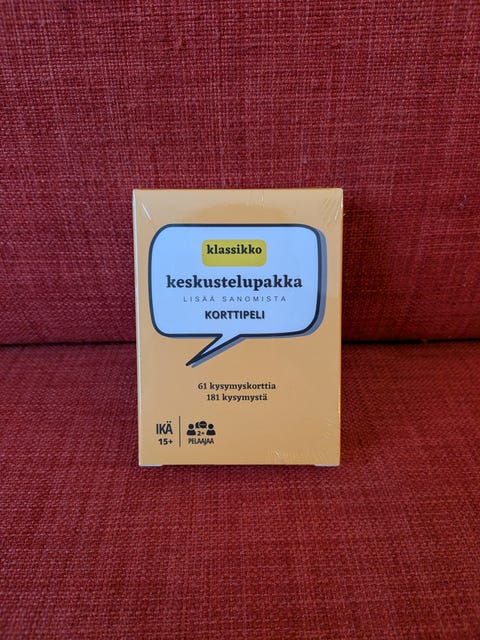 klassikko
keskustelupakka
LISÄÄ SANOMISTA
KORTTIPELI
61 kysymyskorttia
181 kysymystä
IKÄ
15+
2+
PELAAJAA